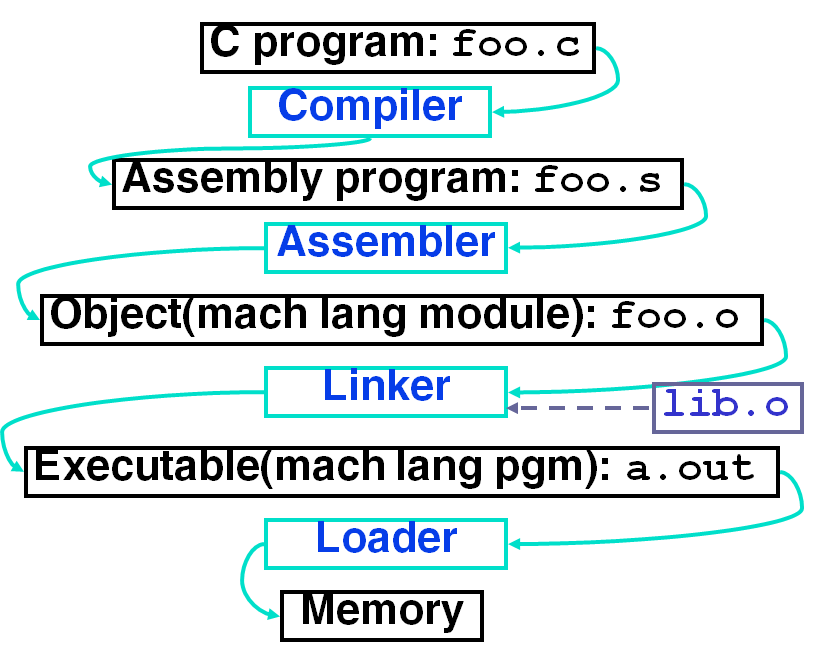 C program: foo.c
Compiler
Assembly program: foo.s
Assembler
Object(mach lang module): foo.o
Linker
lib.o
Executable(mach lang pgm): a.out
Loader
Memory